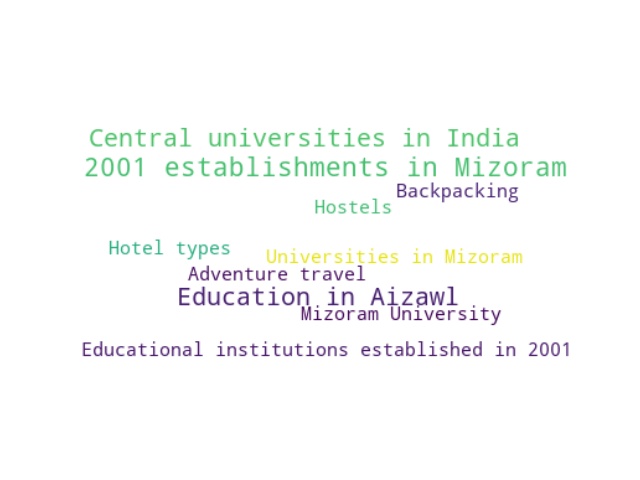 Central universities in India
2001 establishments in Mizoram
Backpacking
Hostels
Hotel types
Universities in Mizoram
Adventure travel
Education in Aizawl
Mizoram University
Educational institutions established in 2001